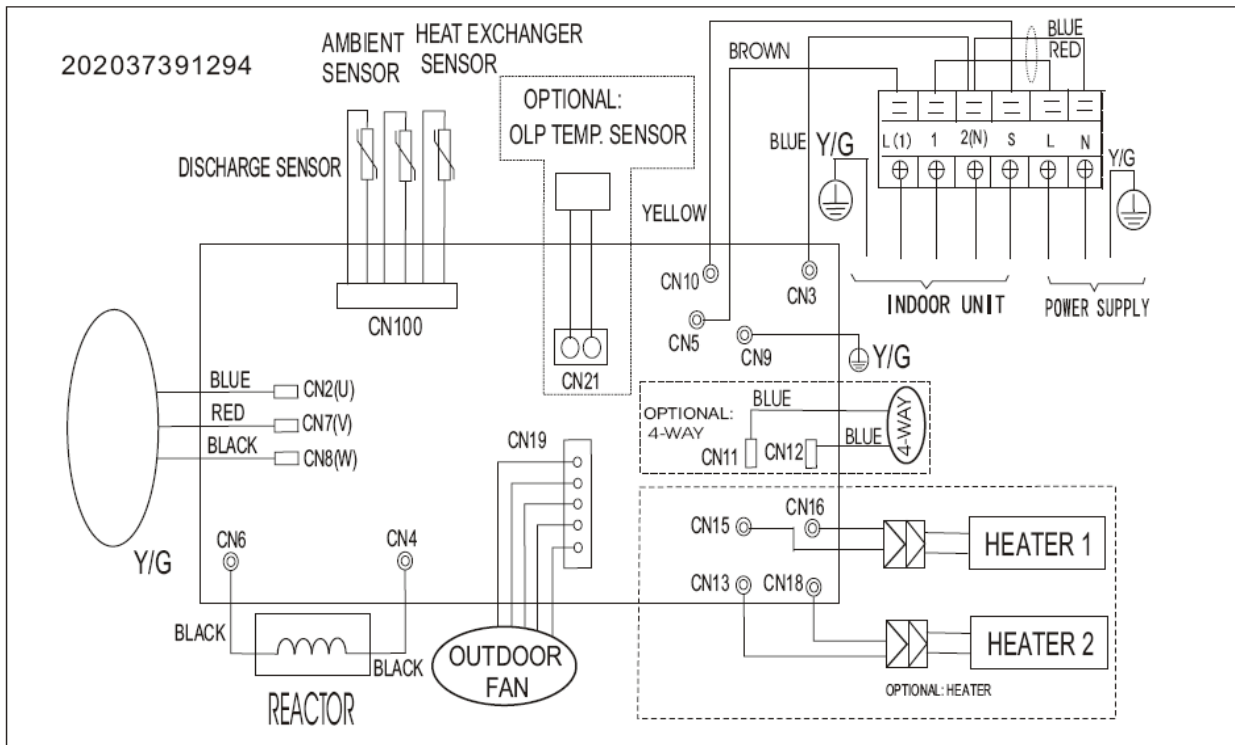 202037391294
AMBIENT
SENSOR
HEAT EXCHANGER
SENSOR
DISCHARGE SENSOR
OPTIONAL:
OLP TEMP. SENSOR
BROWN
BLUE
RED
BLUE
YELLOW
Y/G
L(1) 1 2(N) S L N
Y/G
INDOOR UNIT
POWER SUPPLY
CN100
CN21
CN10
CN3
CN5
CN9
Y/G
BLUE
CN2(U)
RED
CN7(V)
BLACK
CN8(W)
Y/G
CN19
OPTIONAL:
4-WAY
BLUE
BLUE
CN11
CN12
4-WAY
CN6
CN4
BLACK
BLACK
REACTOR
OUTDOOR
FAN
CN15
CN16
HEATER 1
CN13
CN18
HEATER 2
OPTIONAL: HEATER